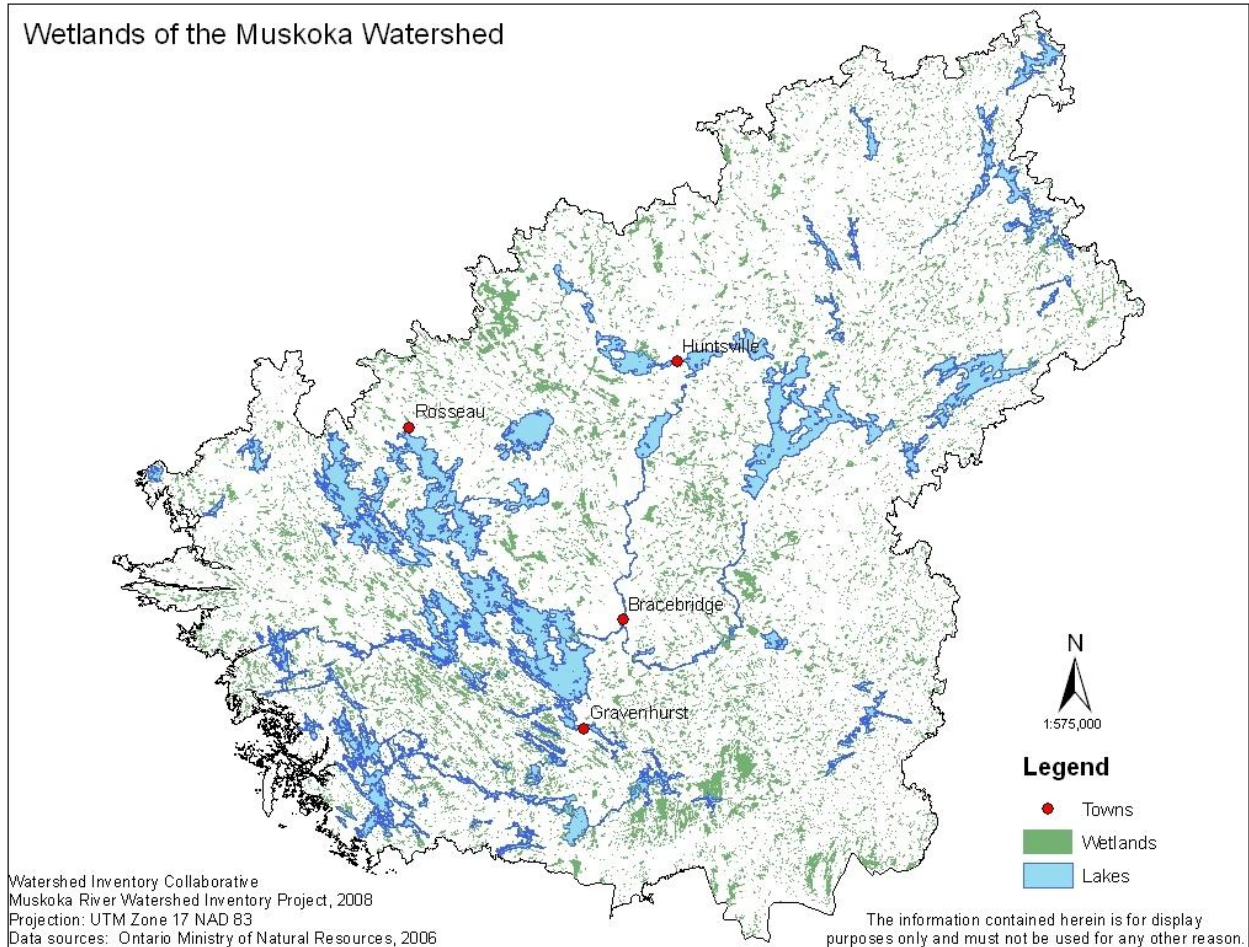 Wetlands of the Muskoka Watershed
Huntsville
Rosseau
Bracebridge
Gravenhurst
N
1:575,000
Legend
Towns
Wetlands
Lakes
Watershed Inventory Collaborative
Muskoka River Watershed Inventory Project, 2008
Projection: UTM Zone 17 NAD 83
Data sources: Ontario Ministry of Natural Resources, 2006
The information contained herein is for display
purposes only and must not be used for any other reason.